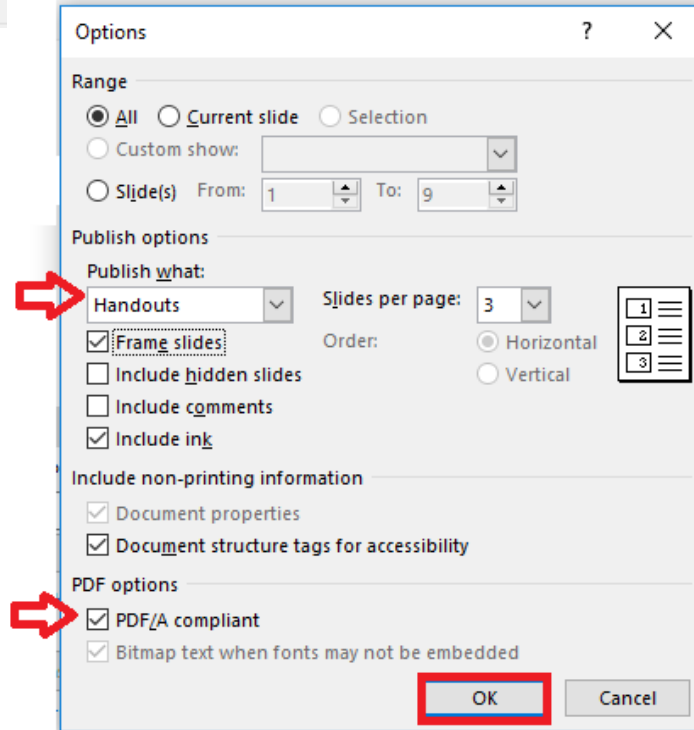 Options ?
Range
All Current slide Selection
Custom show:
Slide(s) From: 1 To: 9
Publish options
Publish what:
Handouts Slides per page: 3
Frame slides Order: Horizontal
Include hidden slides Vertical
Include comments
Include ink
1
2
3
Include non-printing information
Document properties
Document structure tags for accessibility
PDF options
PDF/A compliant
Bitmap text when fonts may not be embedded
OK Cancel